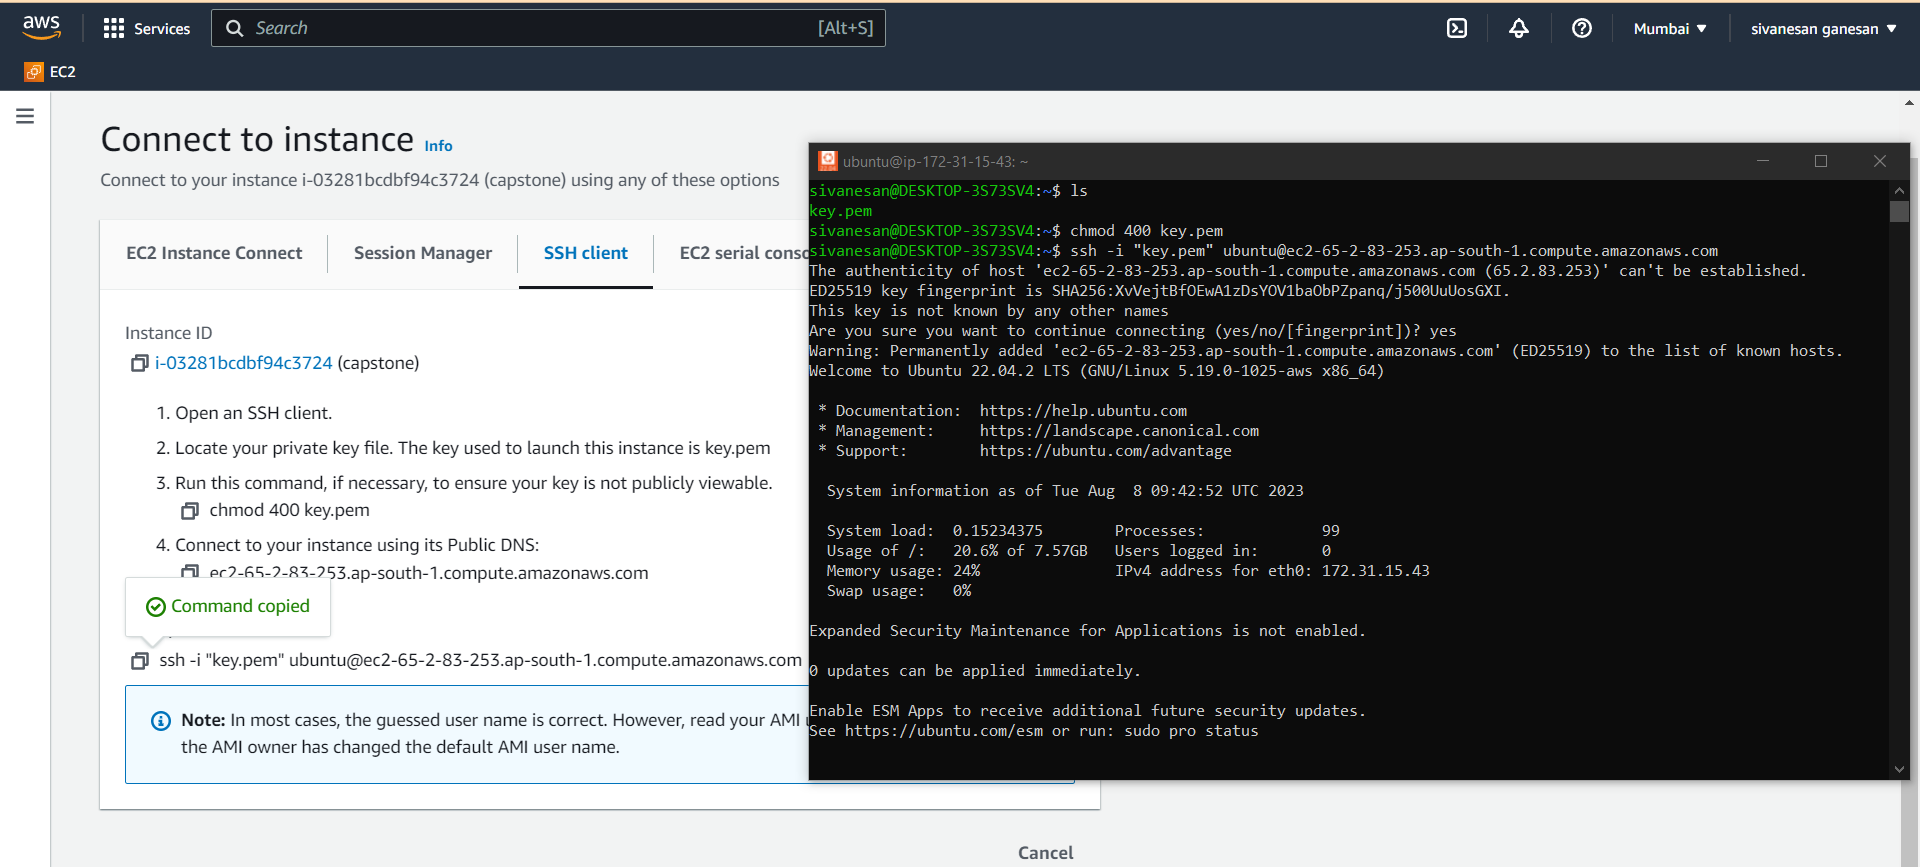 aws
Services
Search
[Alt+S]
Mumbai ▼
sivanesan ganesan ▼
EC2
Connect to instance Info
Connect to your instance i-03281bcdbf94c3724 (capstone) using any of these options
EC2 Instance Connect
Session Manager
SSH client
EC2 serial
Instance ID
i-03281bcdbf94c3724 (capstone)
1. Open an SSH client.
2. Locate your private key file. The key used to launch this instance is key.pem
3. Run this command, if necessary, to ensure your key is not publicly viewable.
chmod 400 key.pem
4. Connect to your instance using its Public DNS:
ec2-65-2-83-253.ap-south-1.compute.amazonaws.com
Command copied
ssh -i "key.pem" ubuntu@ec2-65-2-83-253.ap-south-1.compute.amazonaws.com
Note: In most cases, the guessed user name is correct. However, read your AMI
the AMI owner has changed the default AMI user name.
Cancel
ubuntu@ip-172-31-15-43: ~
sivanesan@DESKTOP-3S73SV4:~$ ls
key.pem
sivanesan@DESKTOP-3S73SV4:~$ chmod 400 key.pem
sivanesan@DESKTOP-3S73SV4:~$ ssh -i "key.pem" ubuntu@ec2-65-2-83-253.ap-south-1.compute.amazonaws.com
The authenticity of host 'ec2-65-2-83-253.ap-south-1.compute.amazonaws.com (65.2.83.253)' can't be established.
ED25519 key fingerprint is SHA256:XvVejtBfOEwA1zDsYOV1baObPZpanq/j500UuUosGXI.
This key is not known by any other names
Are you sure you want to continue connecting (yes/no/[fingerprint])? yes
Warning: Permanently added 'ec2-65-2-83-253.ap-south-1.compute.amazonaws.com' (ED25519) to the list of known hosts.
Welcome to Ubuntu 22.04.2 LTS (GNU/Linux 5.19.0-1025-aws x86_64)
* Documentation: https://help.ubuntu.com
* Management: https://landscape.canonical.com
* Support: https://ubuntu.com/advantage
System information as of Tue Aug 8 09:42:52 UTC 2023
System load: 0.15234375 Processes: 99
Usage of /: 20.6% of 7.57GB Users logged in: 0
Memory usage: 24% IPv4 address for eth0: 172.31.15.43
Swap usage: 0%
Expanded Security Maintenance for Applications is not enabled.
0 updates can be applied immediately.
Enable ESM Apps to receive additional future security updates.
See https://ubuntu.com/esm or run: sudo pro status